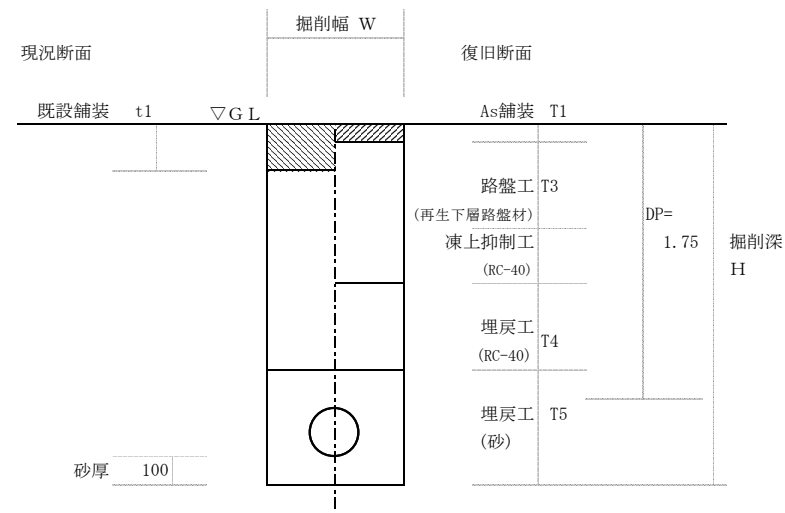 掘削幅 W
現況断面
復旧断面
既設舗装 t1
▽ＧＬ
As舗装 T1
路盤工 T3
(再生下層路盤材)
DP=
凍上抑制工
1.75
掘削深
(RC-40)
Ｈ
埋戻工
T4
(RC-40)
埋戻工 T5
(砂)
砂厚 100